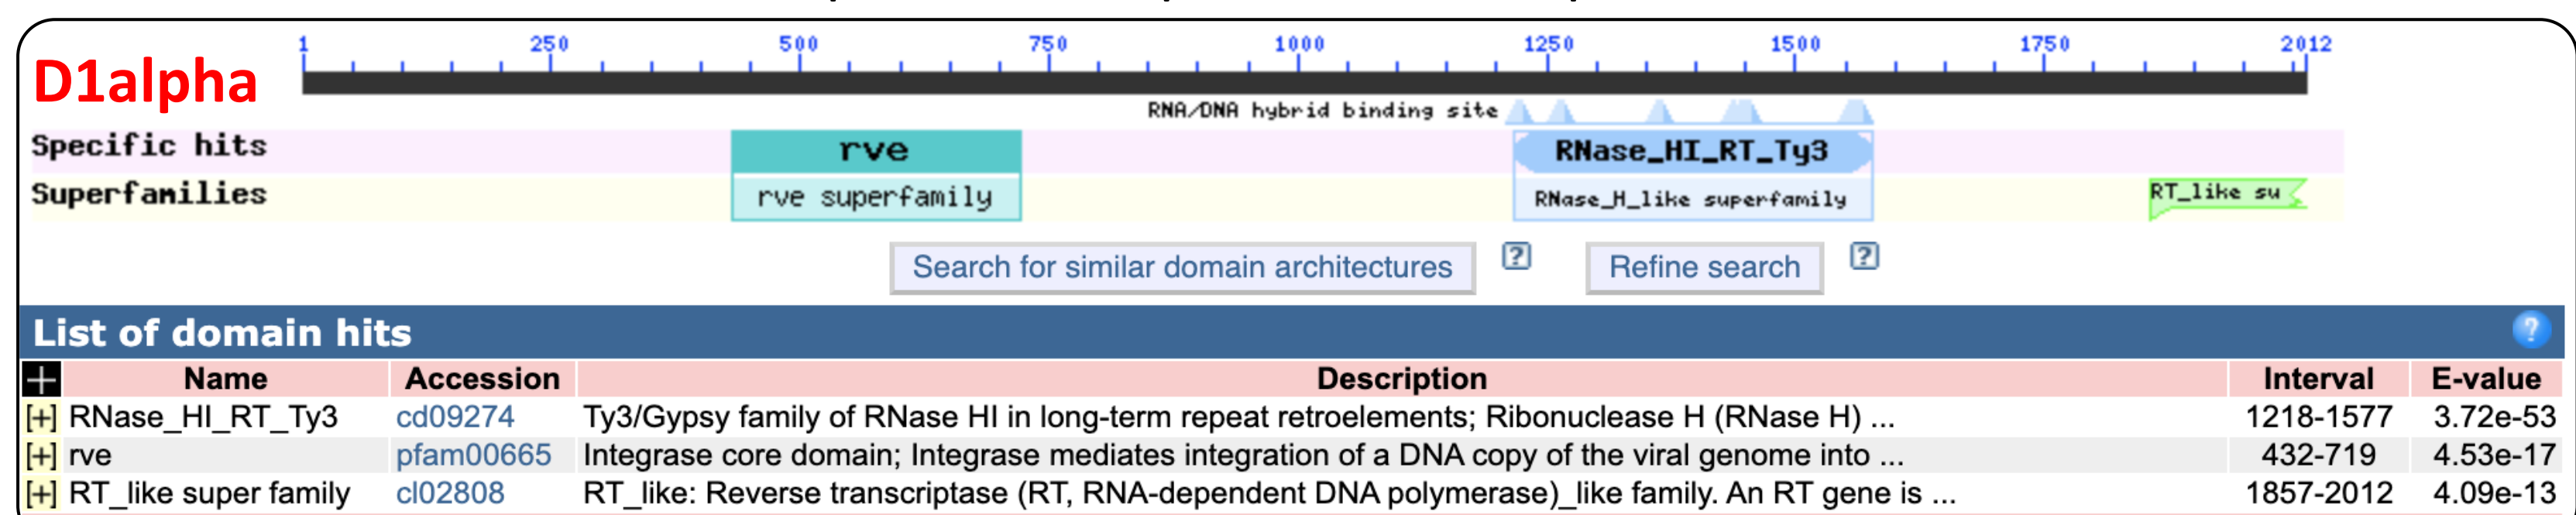 1 250 500 750 1000 1250 1500 1750 2012
D1alpha
RNA/DNA hybrid binding site
Specific hits rve RNase_HI_RT_Ty3
Superfamilies rve superfamily RNase_H_like superfamily RT_like su
Search for similar domain architectures ? Refine search ?
List of domain hits ?
+ Name Accession Description Interval E-value
[+] RNase_HI_RT_Ty3 cd09274 Ty3/Gypsy family of RNase HI in long-term repeat retroelements; Ribonuclease H (RNase H) ... 1218-1577 3.72e-53
[+] rve pfam00665 Integrase core domain; Integrase mediates integration of a DNA copy of the viral genome into ... 432-719 4.53e-17
[+] RT_like super family cl02808 RT_like: Reverse transcriptase (RT, RNA-dependent DNA polymerase)_like family. An RT gene is ... 1857-2012 4.09e-13